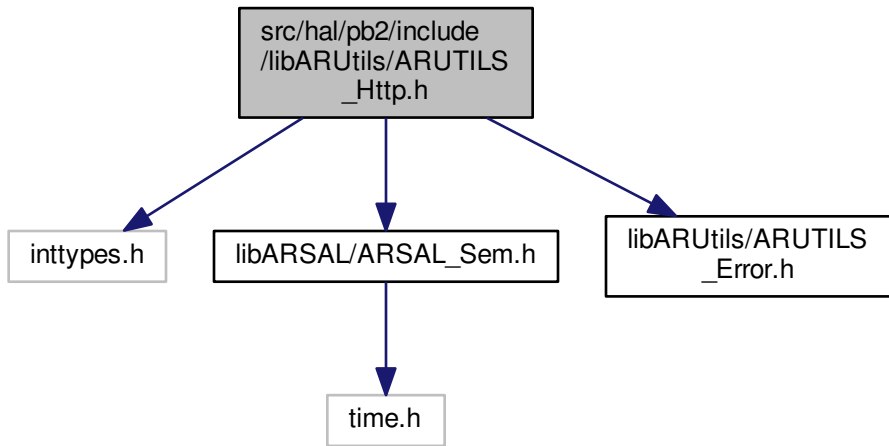 src/hal/pb2/include
/libARUtils/ARUTILS
_Http.h
inttypes.h
libARSAL/ARSAL_Sem.h
libARUtils/ARUTILS
_Error.h
time.h